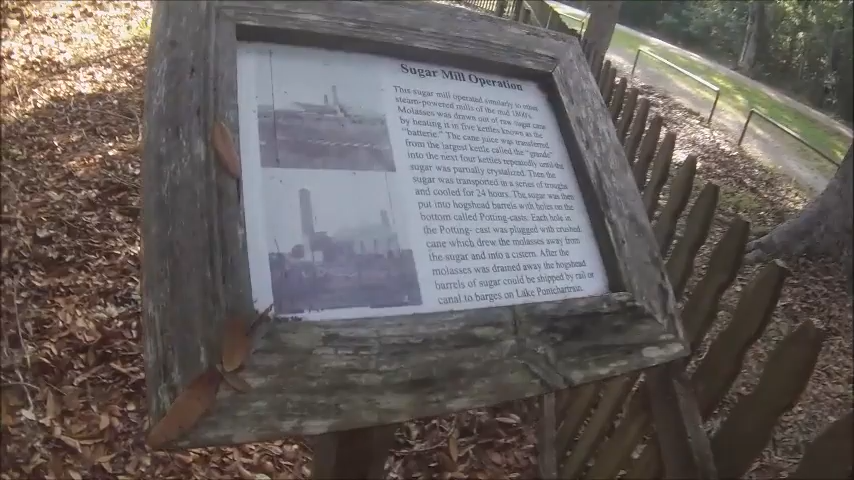 Sugar Mill Operation
This sugar mill operated similarly to other
steam-powered mills of the mid 1840's.
Molasses was drawn out of raw sugar cane
by heating it in five kettles known as the
"batterie." The cane juice was transferred
from the largest kettle called the "grande"
into the next four kettles repeatedly until the
sugar was partially crystalized. Then the
sugar was transported in a series of troughs
and cooled for 24 hours. The sugar was then
put into hogshead barrels with holes on the
bottom called Potting-casts. Each hole in
the Potting-cast was plugged with crushed
cane which drew the molasses away from
the sugar and into a cistern. After the
molasses was drained away the hogshead
barrels of sugar could be shipped by rail or
canal to barges on Lake Pontchartrain.